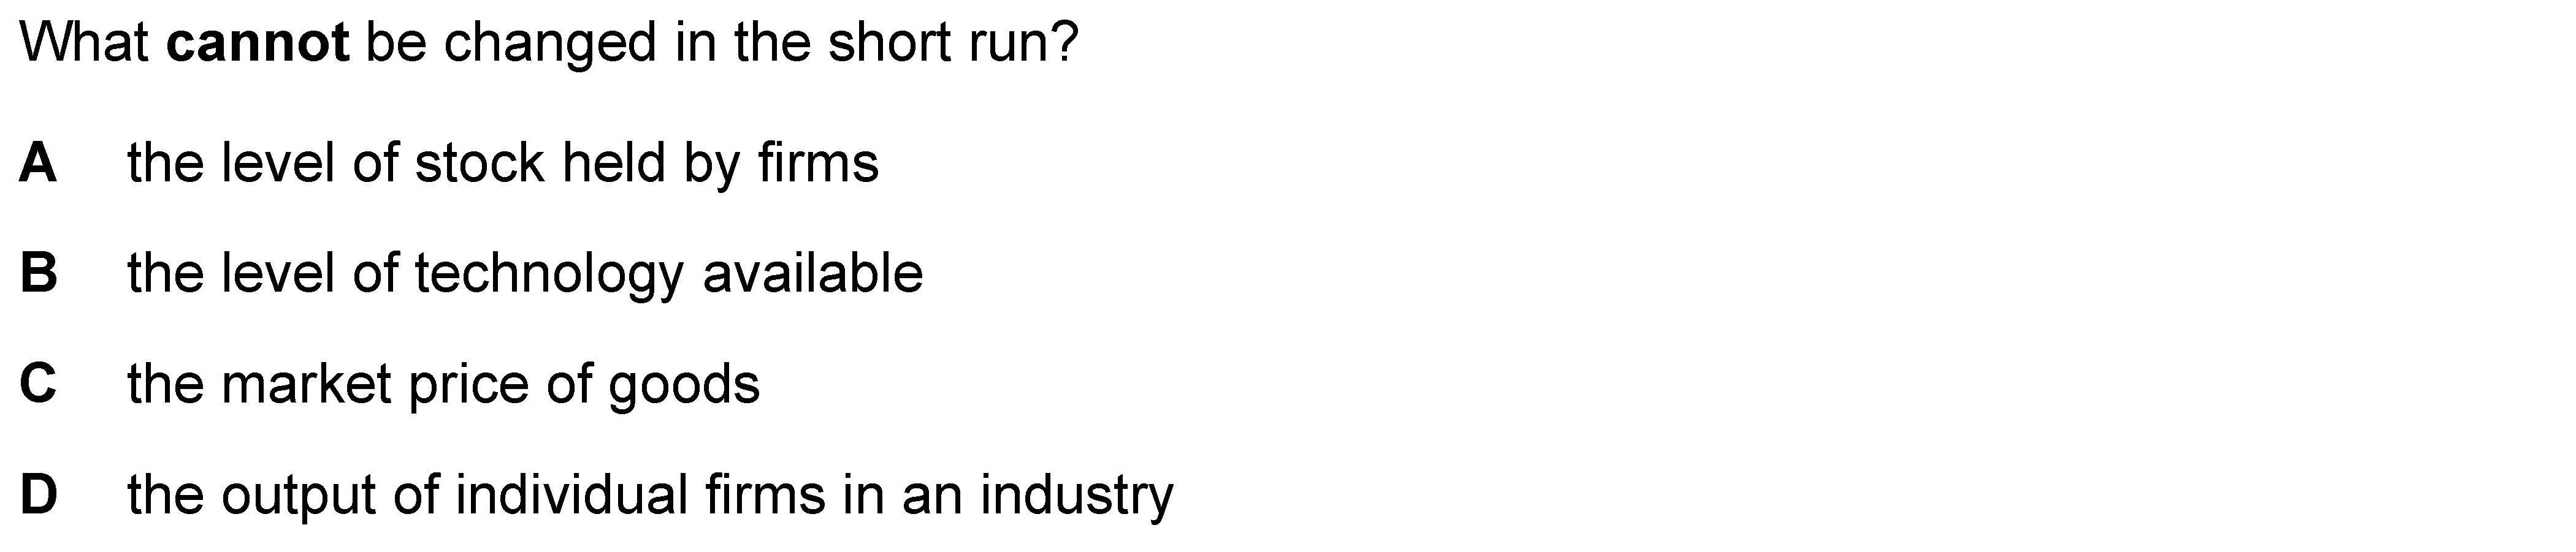 What cannot be changed in the short run?
A the level of stock held by firms
B the level of technology available
C the market price of goods
D the output of individual firms in an industry